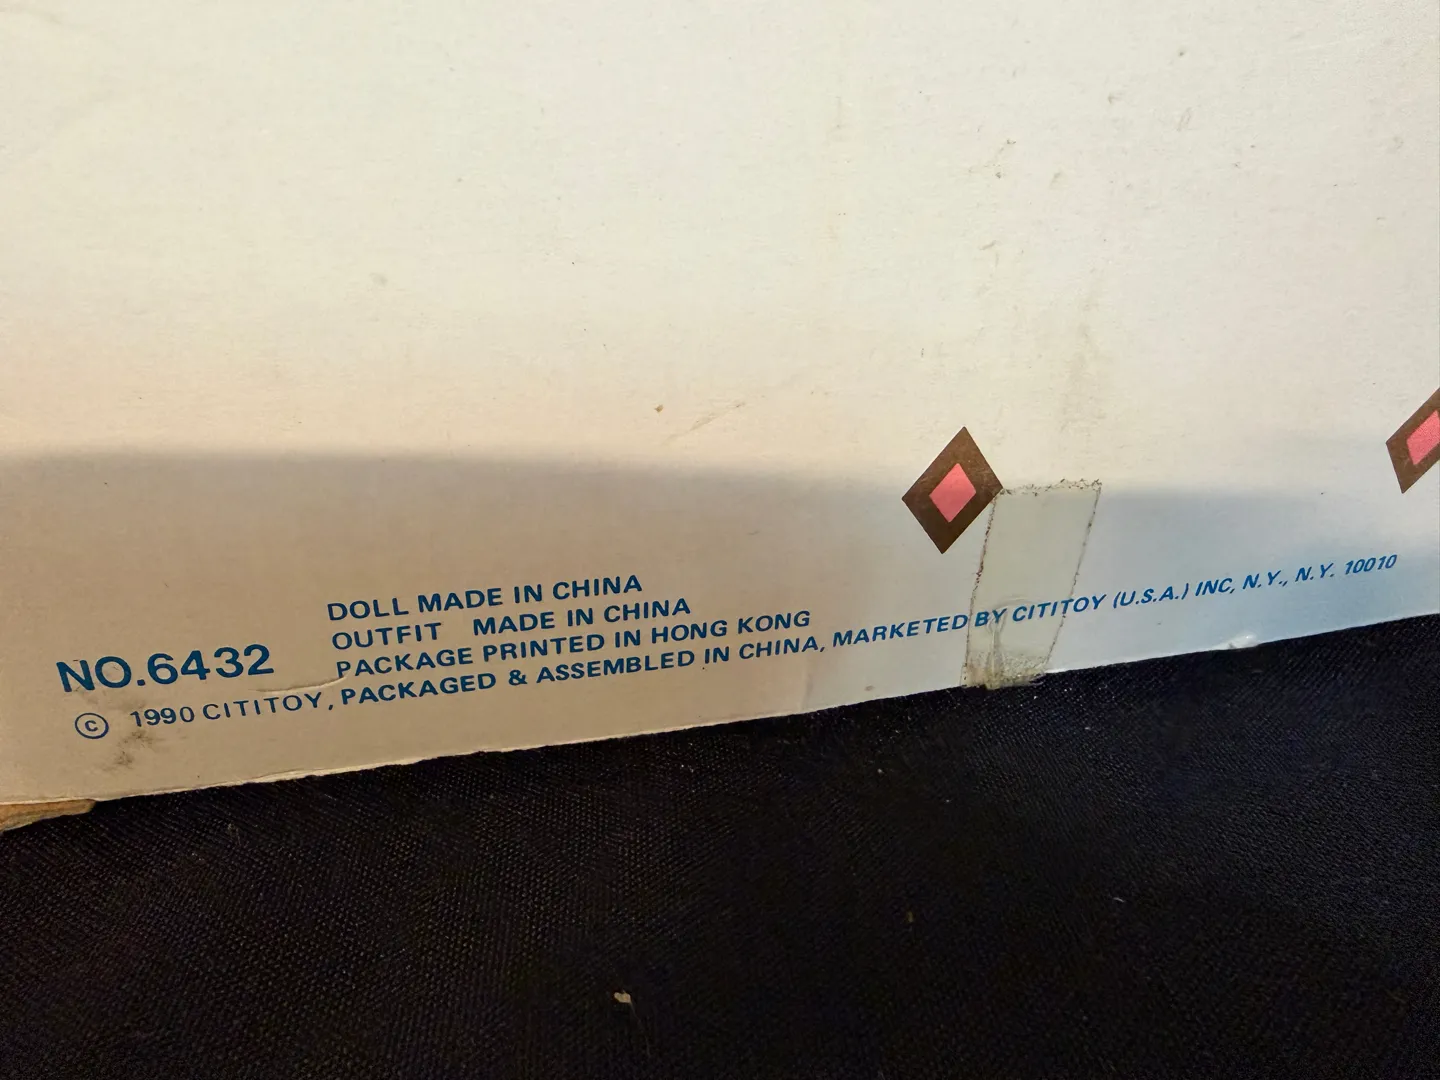 NO.6432
DOLL MADE IN CHINA
OUTFIT MADE IN CHINA
PACKAGE PRINTED IN HONG KONG
© 1990 CITITOY, PACKAGED & ASSEMBLED IN CHINA, MARKETED BY CITITOY (U.S.A.) INC, N.Y., N.Y. 10010